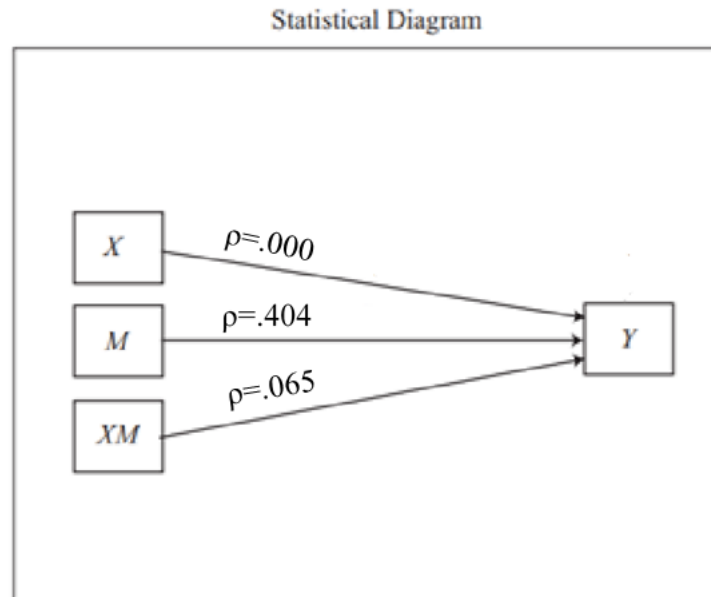 Statistical Diagram
X
ρ=.000
M
ρ=.404
Y
ρ=.065
XM